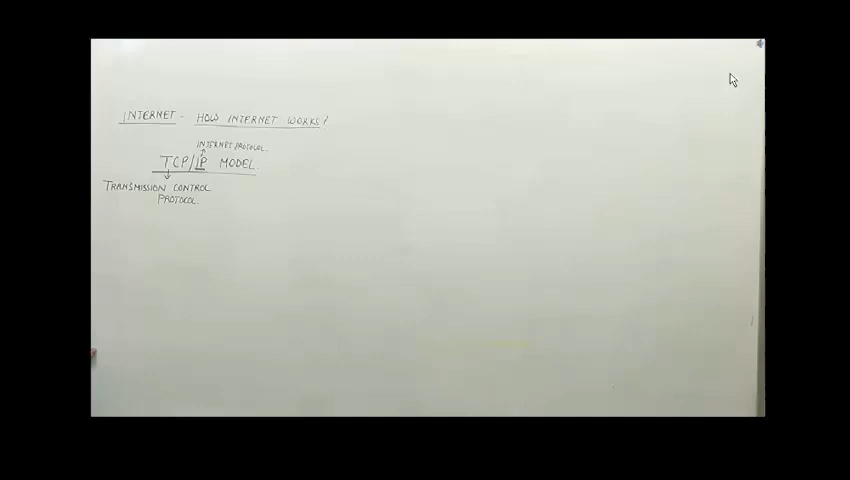 INTERNET - HOW INTERNET WORKS?
INTERNET PROTOCOL.
TCP/IP MODEL.
TRANSMISSION CONTROL
PROTOCOL.